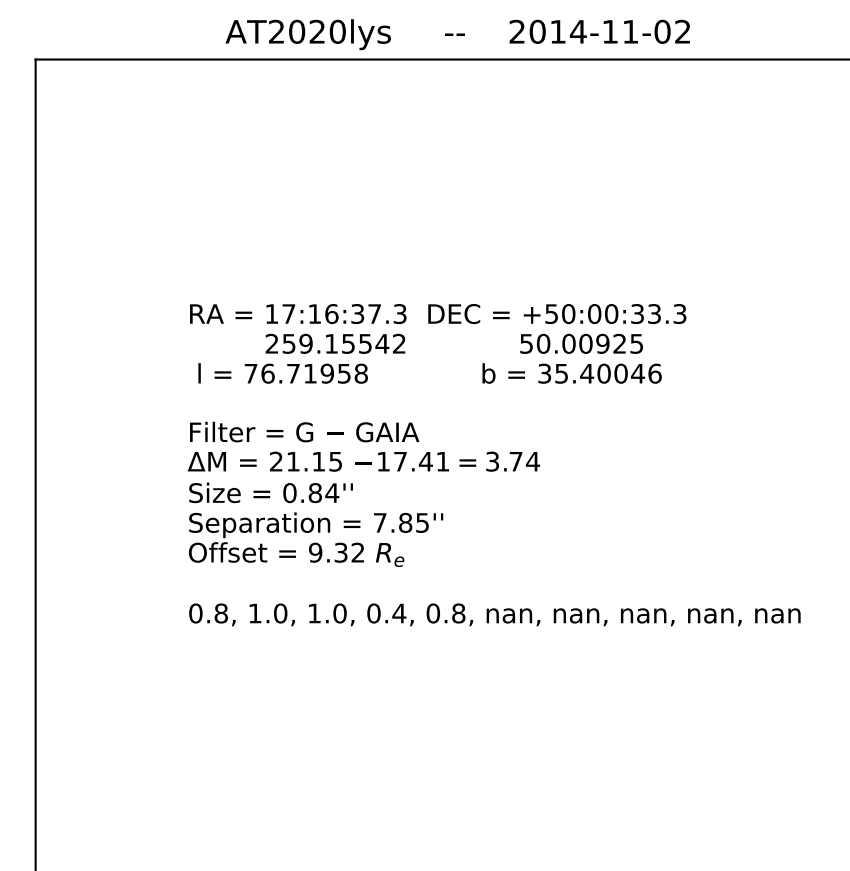 AT2020lys -- 2014-11-02
RA = 17:16:37.3 DEC = +50:00:33.3
259.15542 50.00925
l = 76.71958 b = 35.40046
Filter = G − GAIA
ΔM = 21.15 −17.41 = 3.74
Size = 0.84''
Separation = 7.85''
Offset = 9.32 Re
0.8, 1.0, 1.0, 0.4, 0.8, nan, nan, nan, nan, nan